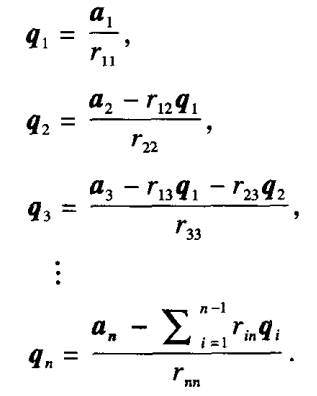 q₁ = a₁ / r₁₁ ,
q₂ = (a₂ − r₁₂q₁) / r₂₂ ,
q₃ = (a₃ − r₁₃q₁ − r₂₃q₂) / r₃₃ ,
⋮
qₙ = (aₙ − ∑ᵢ₌₁ⁿ⁻¹ rᵢₙqᵢ) / rₙₙ .